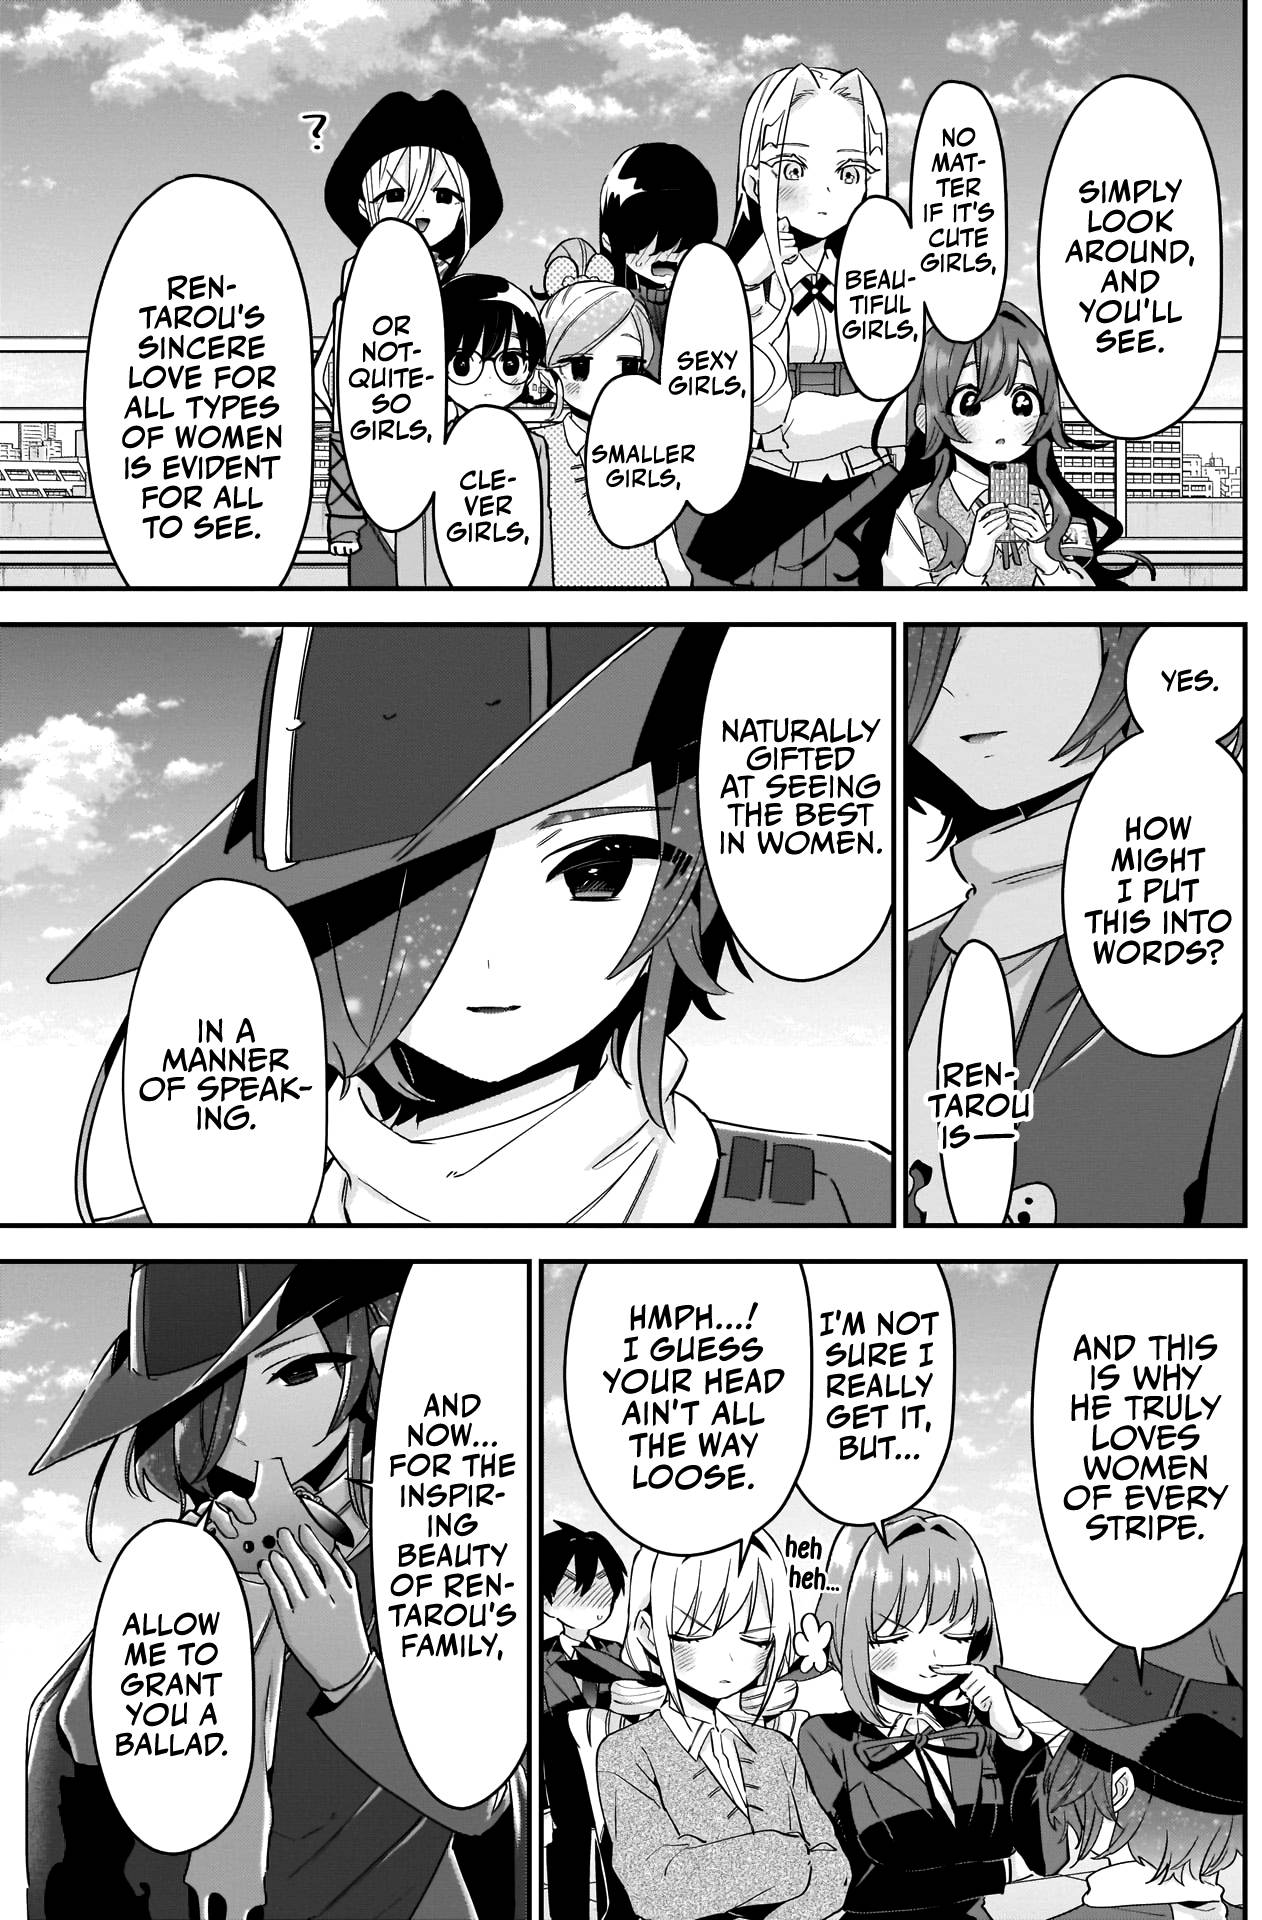 SIMPLY
LOOK
AROUND,
AND
YOU'LL
SEE.
NO
MAT-
TER
IF IT'S
CUTE
GIRLS,
BEAU-
TIFUL
GIRLS,
SEXY
GIRLS,
SMALLER
GIRLS,
CLE-
VER
GIRLS,
OR
NOT-
QUITE-
SO
GIRLS,
?
REN-
TAROU'S
SINCERE
LOVE FOR
ALL TYPES
OF WOMEN
IS EVIDENT
FOR ALL
TO SEE.
YES.
HOW
MIGHT
I PUT
THIS INTO
WORDS?
REN-
TAROU
IS—
NATURALLY
GIFTED
AT SEEING
THE BEST
IN WOMEN.
IN A
MANNER
OF SPEAK-
ING.
AND THIS
IS WHY
HE TRULY
LOVES
WOMEN
OF EVERY
STRIPE.
I'M NOT
SURE I
REALLY
GET IT,
BUT...
heh
heh...
HMPH...!
I GUESS
YOUR HEAD
AIN'T ALL
THE WAY
LOOSE.
AND
NOW...
FOR THE
INSPIR-
ING
BEAUTY
OF REN-
TAROU'S
FAMILY,
ALLOW
ME TO
GRANT
YOU A
BALLAD.